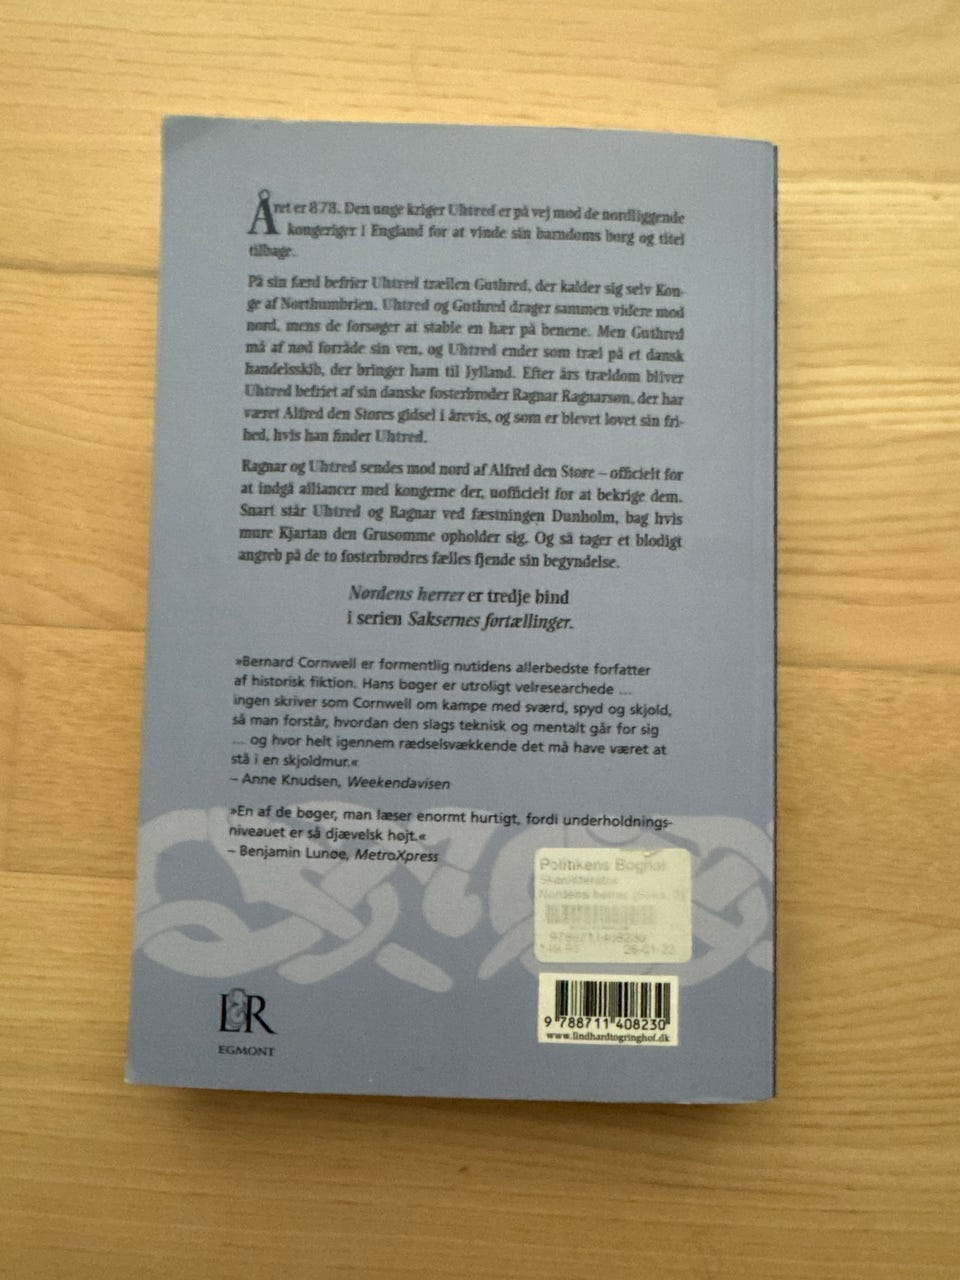 Året er 878. Den unge kriger Uhtred er på vej mod de nordliggende
kongeriger i England for at vinde sin barndoms borg og titel
tilbage.
På sin færd befrier Uhtred trællen Guthred, der kalder sig selv Kon-
ge af Northumbrien. Uhtred og Guthred drager sammen videre mod
nord, mens de forsøger at stable en hær på benene. Men Guthred
må af nød forråde sin ven, og Uhtred ender som træl på et dansk
handelsskib, der bringer ham til Jylland. Efter års trældom bliver
Uhtred befriet af sin danske fosterbroder Ragnar Ragnarsøn, der har
været Alfred den Stores gidsel i årevis, og som er blevet lovet sin fri-
hed, hvis han finder Uhtred.
Ragnar og Uhtred sendes mod nord af Alfred den Store – officielt for
at indgå alliancer med kongerne der, uofficielt for at bekrige dem.
Snart står Uhtred og Ragnar ved fæstningen Dunholm, bag hvis
mure Kjartan den Grusomme opholder sig. Og så tager et blodigt
angreb på de to fosterbrødres fælles fjende sin begyndelse.
Nordens herrer er tredje bind
i serien Saksernes fortællinger.
»Bernard Cornwell er formentlig nutidens allerbedste forfatter
af historisk fiktion. Hans bøger er utroligt velresearchede ...
ingen skriver som Cornwell om kampe med sværd, spyd og skjold,
så man forstår, hvordan den slags teknisk og mentalt går for sig
... og hvor helt igennem rædselsvækkende det må have været at
stå i en skjoldmur.«
– Anne Knudsen, Weekendavisen
»En af de bøger, man læser enormt hurtigt, fordi underholdnings-
niveauet er så djævelsk højt.«
– Benjamin Lunøe, MetroXpress
Politikens Boghal
Skønlitteratur
Nordens herrer
9788711408230
149.95 26-01-22
L&R
EGMONT
9 788711 408230
www.lindhardtogringhof.dk